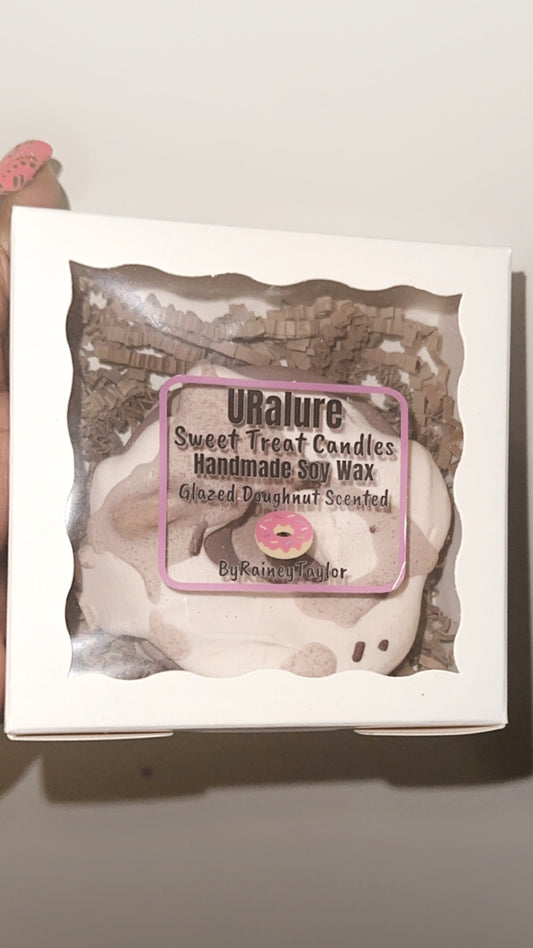 URalure
Sweet Treat Candles
Handmade Soy Wax
Glazed Doughnut Scented
ByRaineyTaylor